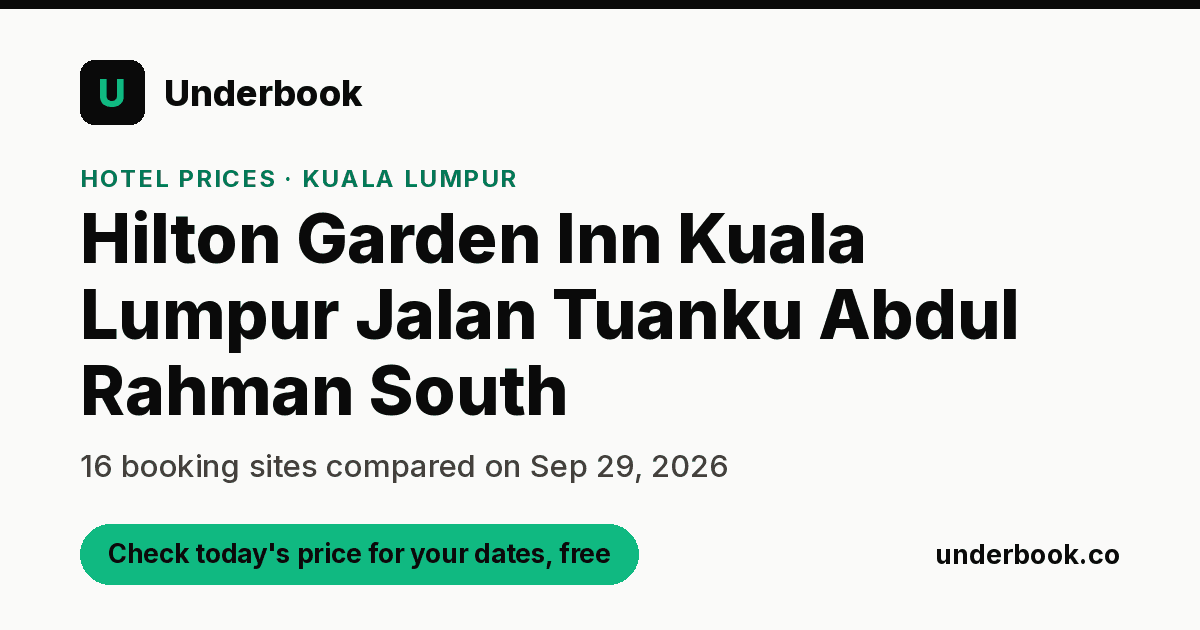 U Underbook
HOTEL PRICES · KUALA LUMPUR
Hilton Garden Inn Kuala
Lumpur Jalan Tuanku Abdul
Rahman South
16 booking sites compared on Sep 29, 2026
Check today's price for your dates, free
underbook.co